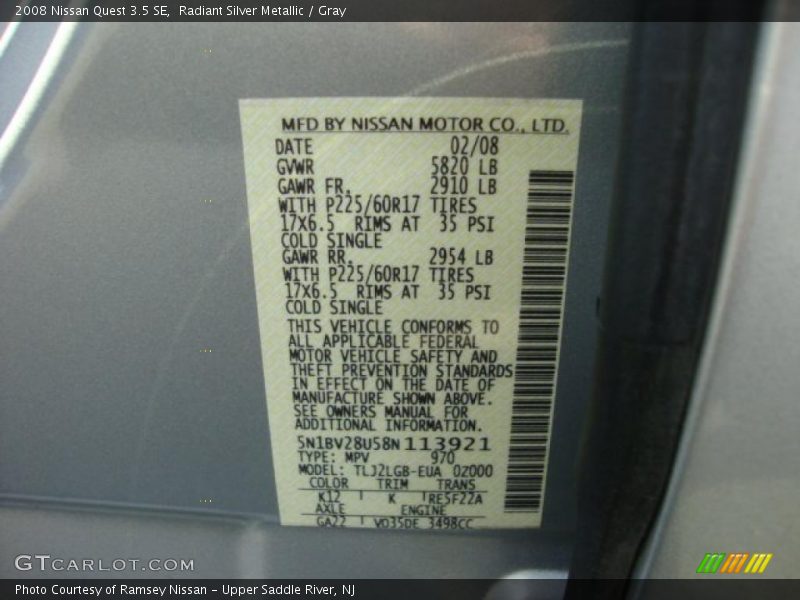 2008 Nissan Quest 3.5 SE,  Radiant Silver Metallic / Gray
MFD BY NISSAN MOTOR CO., LTD.
DATE 02/08
GVWR 5820 LB
GAWR FR. 2910 LB
WITH P225/60R17 TIRES
17X6.5 RIMS AT 35 PSI
COLD SINGLE
GAWR RR. 2954 LB
WITH P225/60R17 TIRES
17X6.5 RIMS AT 35 PSI
COLD SINGLE
THIS VEHICLE CONFORMS TO
ALL APPLICABLE FEDERAL
MOTOR VEHICLE SAFETY AND
THEFT PREVENTION STANDARDS
IN EFFECT ON THE DATE OF
MANUFACTURE SHOWN ABOVE.
SEE OWNERS MANUAL FOR
ADDITIONAL INFORMATION.
5N1BV28U58N113921
TYPE: MPV 970
MODEL: TLJ2LGB-EUA 02000
COLOR TRIM TRANS
K12 K RE5F22A
AXLE ENGINE
GA22 VQ35DE 3498CC
GTCARLOT.COM
Photo Courtesy of Ramsey Nissan - Upper Saddle River, NJ